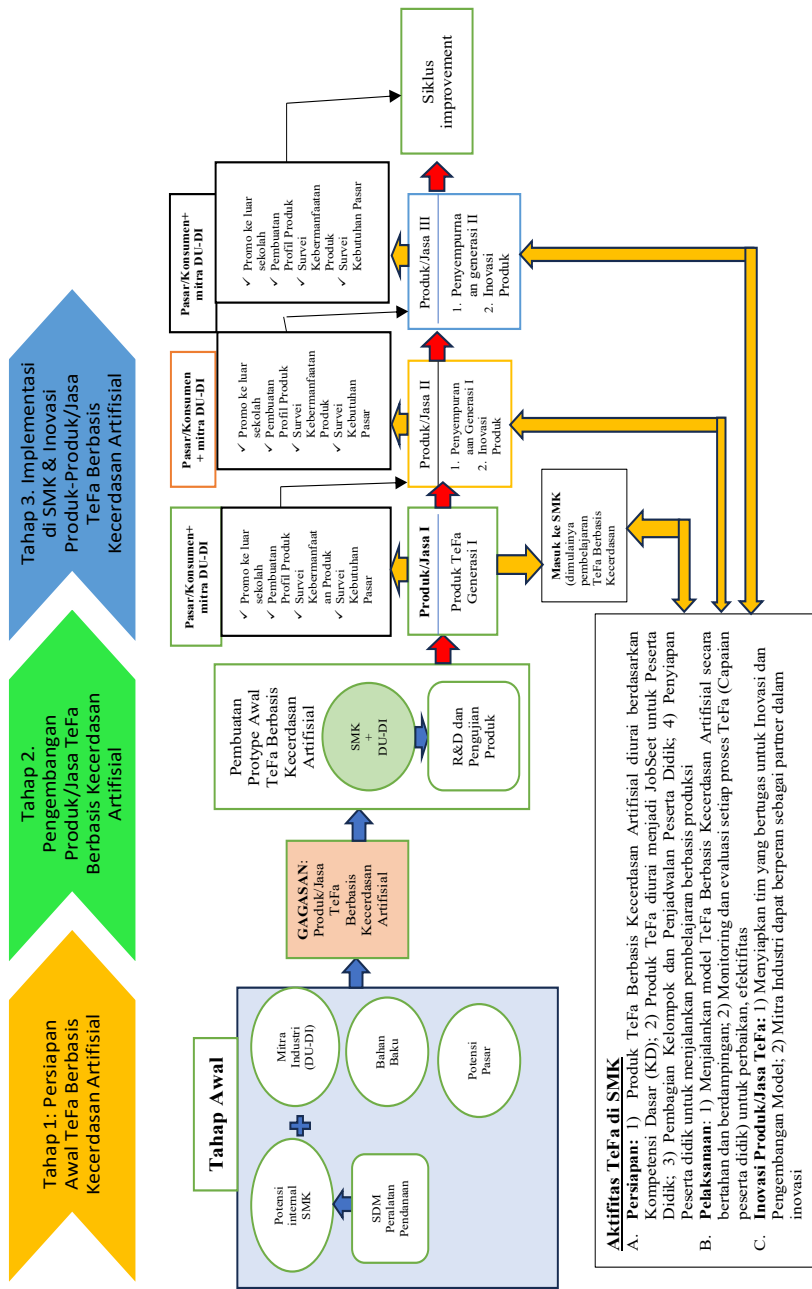 Tahap 1: Persiapan
Awal TeFa Berbasis
Kecerdasan Artifisial
Tahap 2.
Pengembangan
Produk/Jasa TeFa
Berbasis Kecerdasan
Artifisial
Tahap 3. Implementasi
di SMK & Inovasi
Produk-Produk/Jasa
TeFa Berbasis
Kecerdasan Artifisial
Tahap Awal
Potensi
internal
SMK
Mitra
Industri
(DU-DI)
SDM
Peralatan
Pendanaan
Bahan
Baku
Potensi
Pasar
GAGASAN:
Produk/Jasa
TeFa
Berbasis
Kecerdasan
Artifisial
Pembuatan
Protype Awal
TeFa Berbasis
Kecerdasan
Artifisial
SMK
+
DU-DI
R&D dan
Pengujian
Produk
Pasar/Konsumen+
mitra DU-DI
✓ Promo ke luar
sekolah
✓ Pembuatan
Profil Produk
✓ Survei
Kebermanfaat
an Produk
✓ Survei
Kebutuhan
Pasar
Produk/Jasa I
Produk TeFa
Generasi I
Masuk ke SMK
(dimulainya
pembelajaran
TeFa Berbasis
Kecerdasan
Pasar/Konsumen
+ mitra DU-DI
✓ Promo ke luar
sekolah
✓ Pembuatan
Profil Produk
✓ Survei
Kebermanfaatan
Produk
✓ Survei
Kebutuhan
Pasar
Produk/Jasa II
1. Penyempuran
aan Generasi I
2. Inovasi
Produk
Pasar/Konsumen+
mitra DU-DI
✓ Promo ke luar
sekolah
✓ Pembuatan
Profil Produk
✓ Survei
Kebermanfaatan
Produk
✓ Survei
Kebutuhan Pasar
Produk/Jasa III
1. Penyempurna
an generasi II
2. Inovasi
Produk
Siklus
improvement
Aktifitas TeFa di SMK
A. Persiapan: 1) Produk TeFa Berbasis Kecerdasan Artifisial diurai berdasarkan
Kompetensi Dasar (KD); 2) Produk TeFa diurai menjadi JobSeet untuk Peserta
Didik; 3) Pembagian Kelompok dan Penjadwalan Peserta Didik; 4) Penyiapan
Peserta didik untuk menjalankan pembelajaran berbasis produksi
B. Pelaksanaan: 1) Menjalankan model TeFa Berbasis Kecerdasan Artifisial secara
bertahan dan berdampingan; 2) Monitoring dan evaluasi setiap proses TeFa (Capaian
peserta didik) untuk perbaikan, efektifitas
C. Inovasi Produk/Jasa TeFa: 1) Menyiapkan tim yang bertugas untuk Inovasi dan
Pengembangan Model; 2) Mitra Industri dapat berperan sebagai partner dalam
inovasi